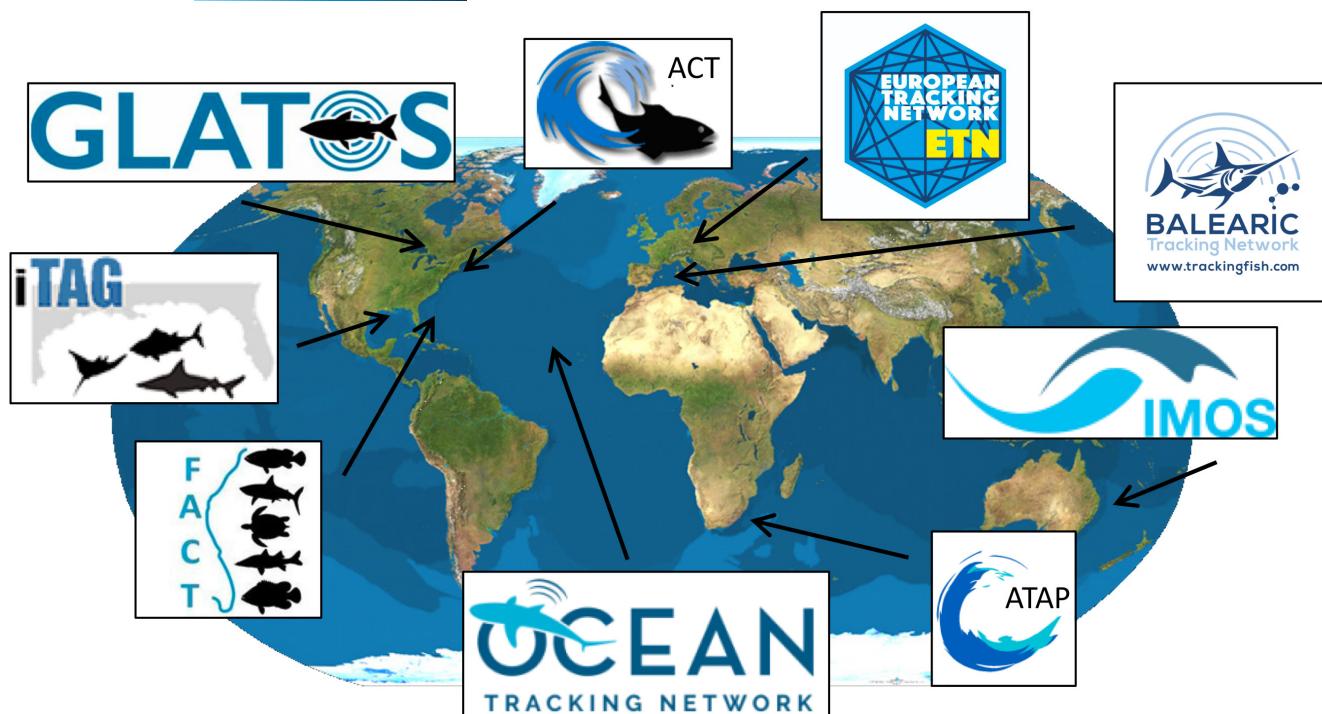 GLATOS
ACT
EUROPEAN
TRACKING
NETWORK
ETN
BALEARIC
Tracking Network
www.trackingfish.com
iTAG
IMOS
F
A
C
T
OCEAN
TRACKING NETWORK
ATAP